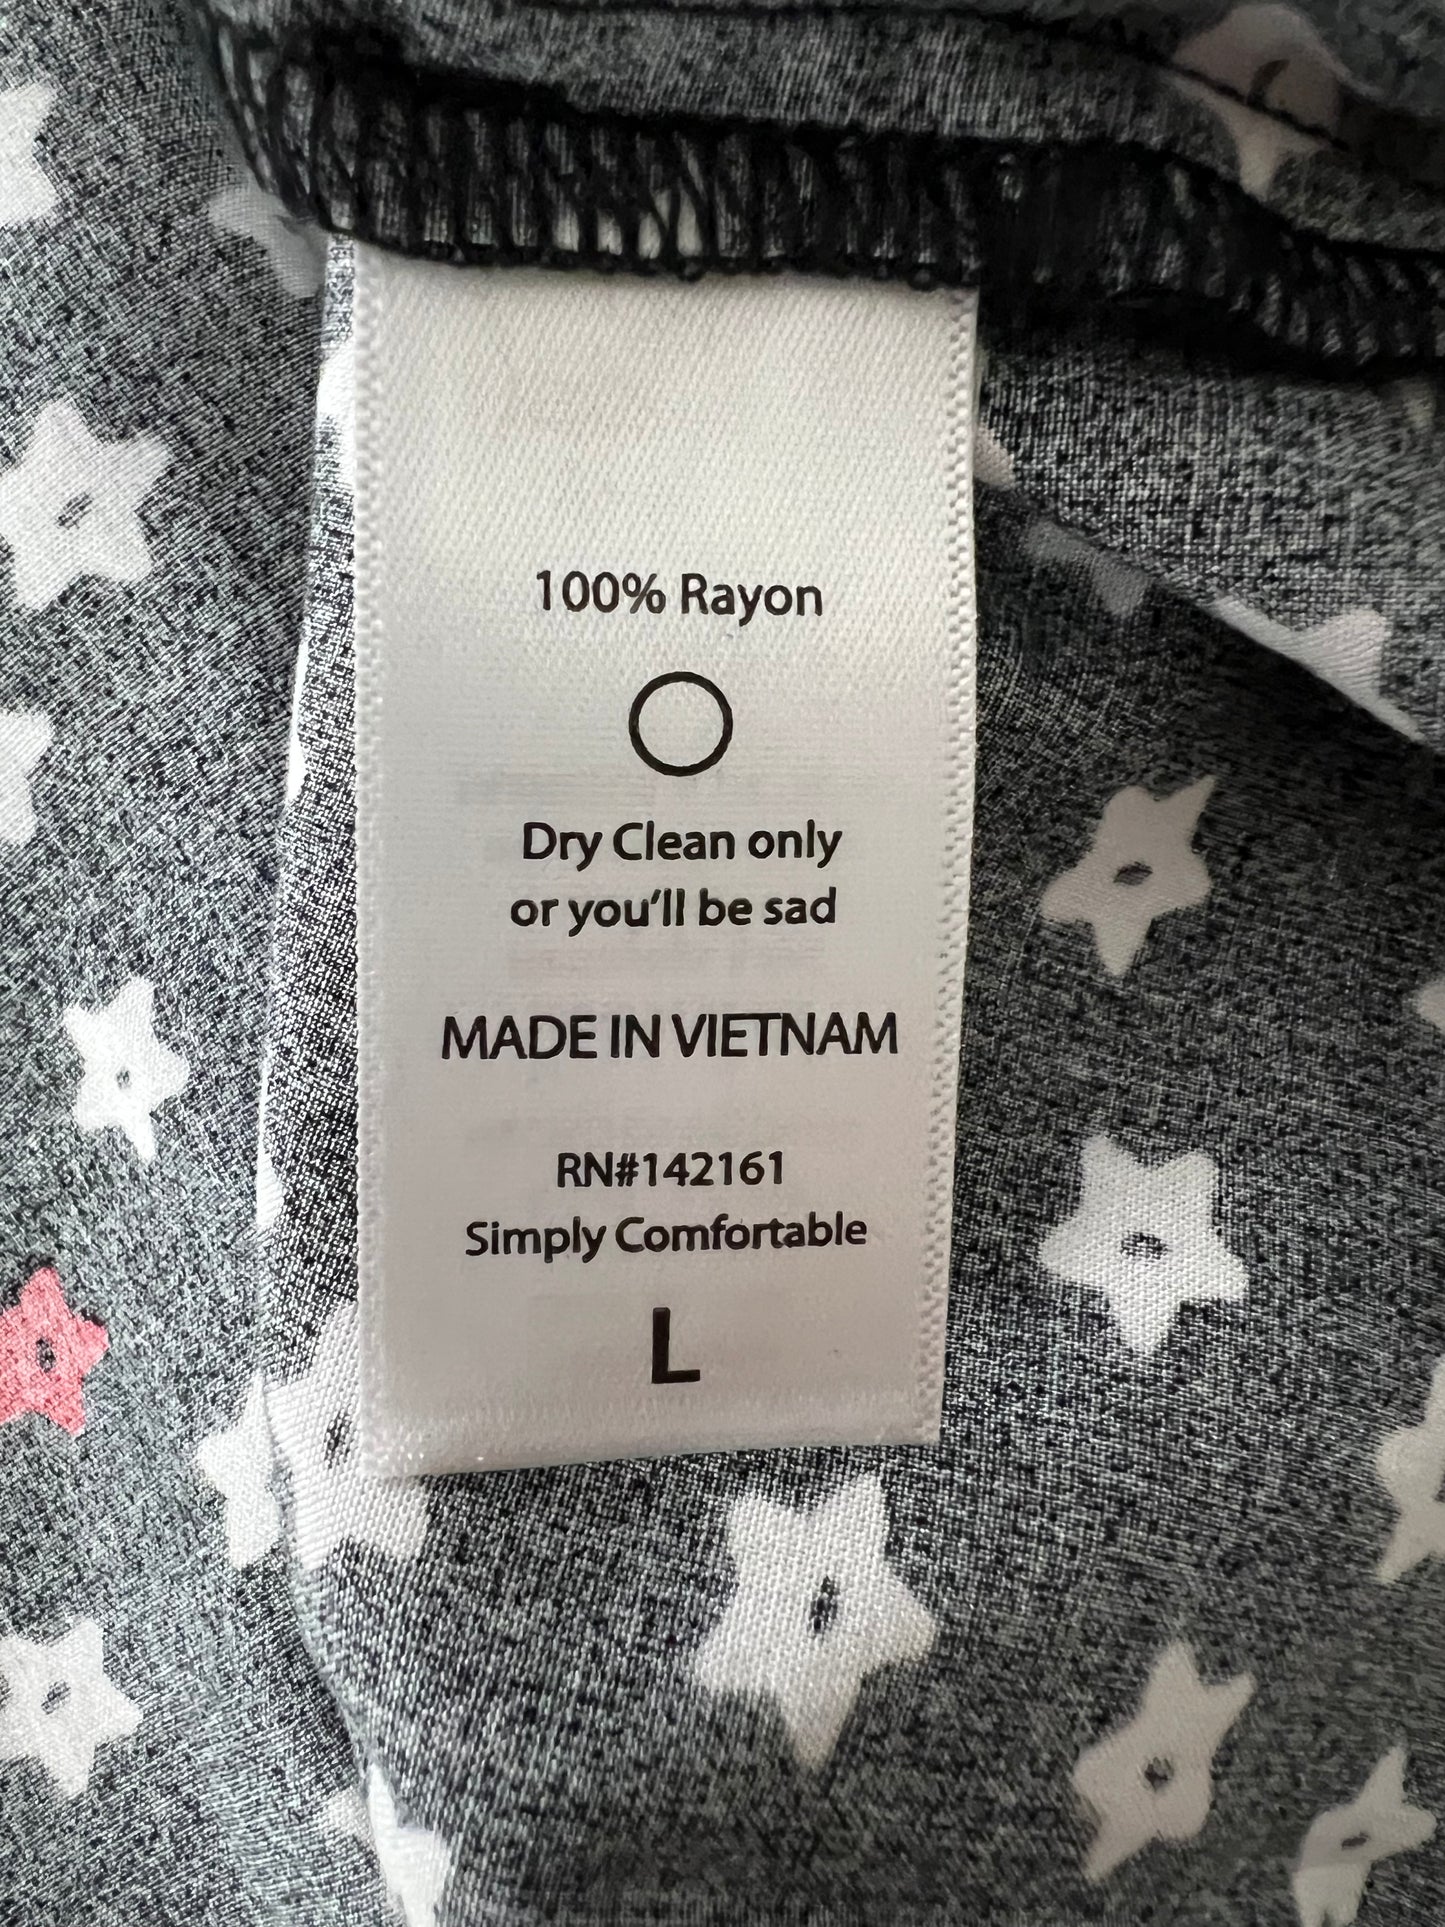 100% Rayon
Dry Clean only
or you'll be sad
MADE IN VIETNAM
RN#142161
Simply Comfortable
L